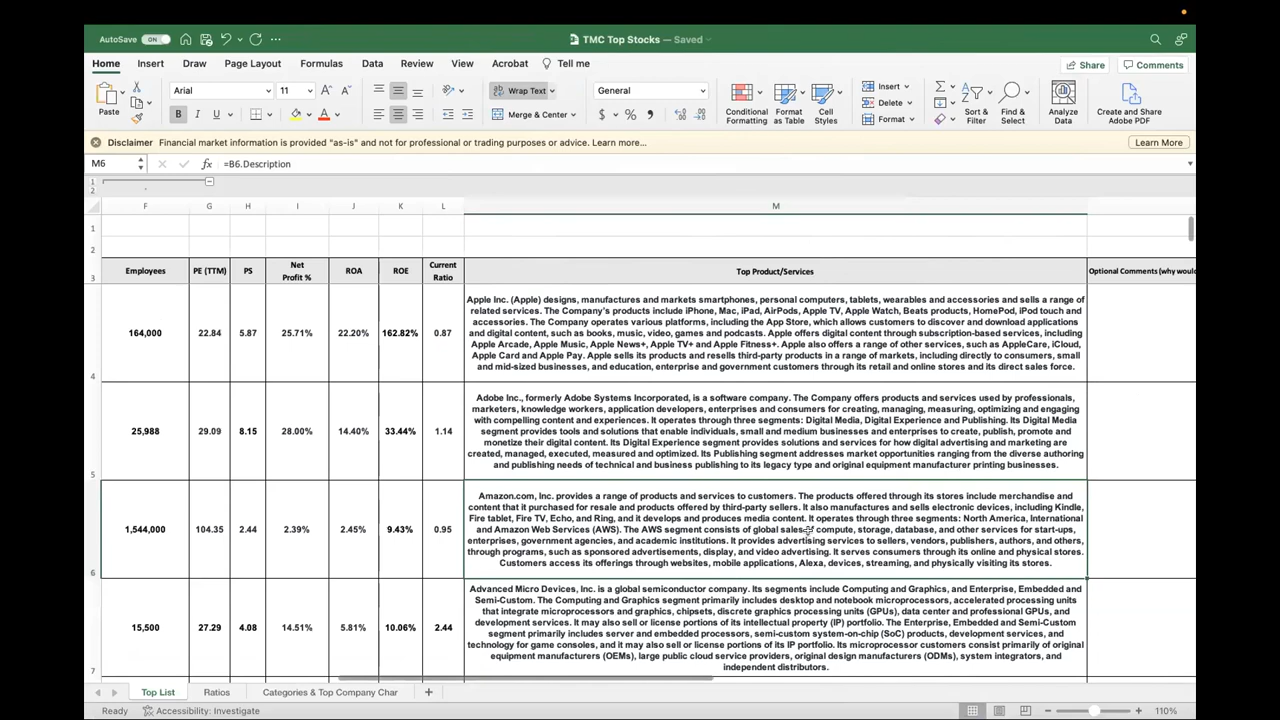 AutoSave ON
TMC Top Stocks — Saved
Home Insert Draw Page Layout Formulas Data Review View Acrobat Tell me
Share Comments
Arial 11 Wrap Text General
Paste B I U A A A Merge & Center $ % 9
Conditional Formatting Format as Table Cell Styles
Insert
Delete
Format
Sort & Filter Find & Select Analyze Data Create and Share Adobe PDF
Disclaimer Financial market information is provided "as-is" and not for professional or trading purposes or advice. Learn more... Learn More
M6 fx =B6.Description
1
2
F G H I J K L M
1
2
3 Employees PE (TTM) PS Net Profit % ROA ROE Current Ratio Top Product/Services Optional Comments (why would
164,000 22.84 5.87 25.71% 22.20% 162.82% 0.87
Apple Inc. (Apple) designs, manufactures and markets smartphones, personal computers, tablets, wearables and accessories and sells a range of
related services. The Company's products include iPhone, Mac, iPad, AirPods, Apple TV, Apple Watch, Beats products, HomePod, iPod touch and
accessories. The Company operates various platforms, including the App Store, which allows customers to discover and download applications
and digital content, such as books, music, video, games and podcasts. Apple offers digital content through subscription-based services, including
Apple Arcade, Apple Music, Apple News+, Apple TV+ and Apple Fitness+. Apple also offers a range of other services, such as AppleCare, iCloud,
Apple Card and Apple Pay. Apple sells its products and resells third-party products in a range of markets, including directly to consumers, small
and mid-sized businesses, and education, enterprise and government customers through its retail and online stores and its direct sales force.
4
25,988 29.09 8.15 28.00% 14.40% 33.44% 1.14
Adobe Inc., formerly Adobe Systems Incorporated, is a software company. The Company offers products and services used by professionals,
marketers, knowledge workers, application developers, enterprises and consumers for creating, managing, measuring, optimizing and engaging
with compelling content and experiences. It operates through three segments: Digital Media, Digital Experience and Publishing. Its Digital Media
segment provides tools and solutions that enable individuals, small and medium businesses and enterprises to create, publish, promote and
monetize their digital content. Its Digital Experience segment provides solutions and services for how digital advertising and marketing are
created, managed, executed, measured and optimized. Its Publishing segment addresses market opportunities ranging from the diverse authoring
and publishing needs of technical and business publishing to its legacy type and original equipment manufacturer printing businesses.
5
1,544,000 104.35 2.44 2.39% 2.45% 9.43% 0.95
Amazon.com, Inc. provides a range of products and services to customers. The products offered through its stores include merchandise and
content that it purchased for resale and products offered by third-party sellers. It also manufactures and sells electronic devices, including Kindle,
Fire tablet, Fire TV, Echo, and Ring, and it develops and produces media content. It operates through three segments: North America, International
and Amazon Web Services (AWS). The AWS segment consists of global sales of compute, storage, database, and other services for start-ups,
enterprises, government agencies, and academic institutions. It provides advertising services to sellers, vendors, publishers, authors, and others,
through programs, such as sponsored advertisements, display, and video advertising. It serves consumers through its online and physical stores.
Customers access its offerings through websites, mobile applications, Alexa, devices, streaming, and physically visiting its stores.
6
15,500 27.29 4.08 14.51% 5.81% 10.06% 2.44
Advanced Micro Devices, Inc. is a global semiconductor company. Its segments include Computing and Graphics, and Enterprise, Embedded and
Semi-Custom. The Computing and Graphics segment primarily includes desktop and notebook microprocessors, accelerated processing units
that integrate microprocessors and graphics, chipsets, discrete graphics processing units (GPUs), data center and professional GPUs, and
development services. It may also sell or license portions of its intellectual property (IP) portfolio. The Enterprise, Embedded and Semi-Custom
segment primarily includes server and embedded processors, semi-custom system-on-chip (SoC) products, development services, and
technology for game consoles, and it may also sell or license portions of its IP portfolio. Its microprocessor customers consist primarily of original
equipment manufacturers (OEMs), large public cloud service providers, original design manufacturers (ODMs), system integrators, and
independent distributors.
7
Top List Ratios Categories & Top Company Char +
Ready Accessibility: Investigate 110%